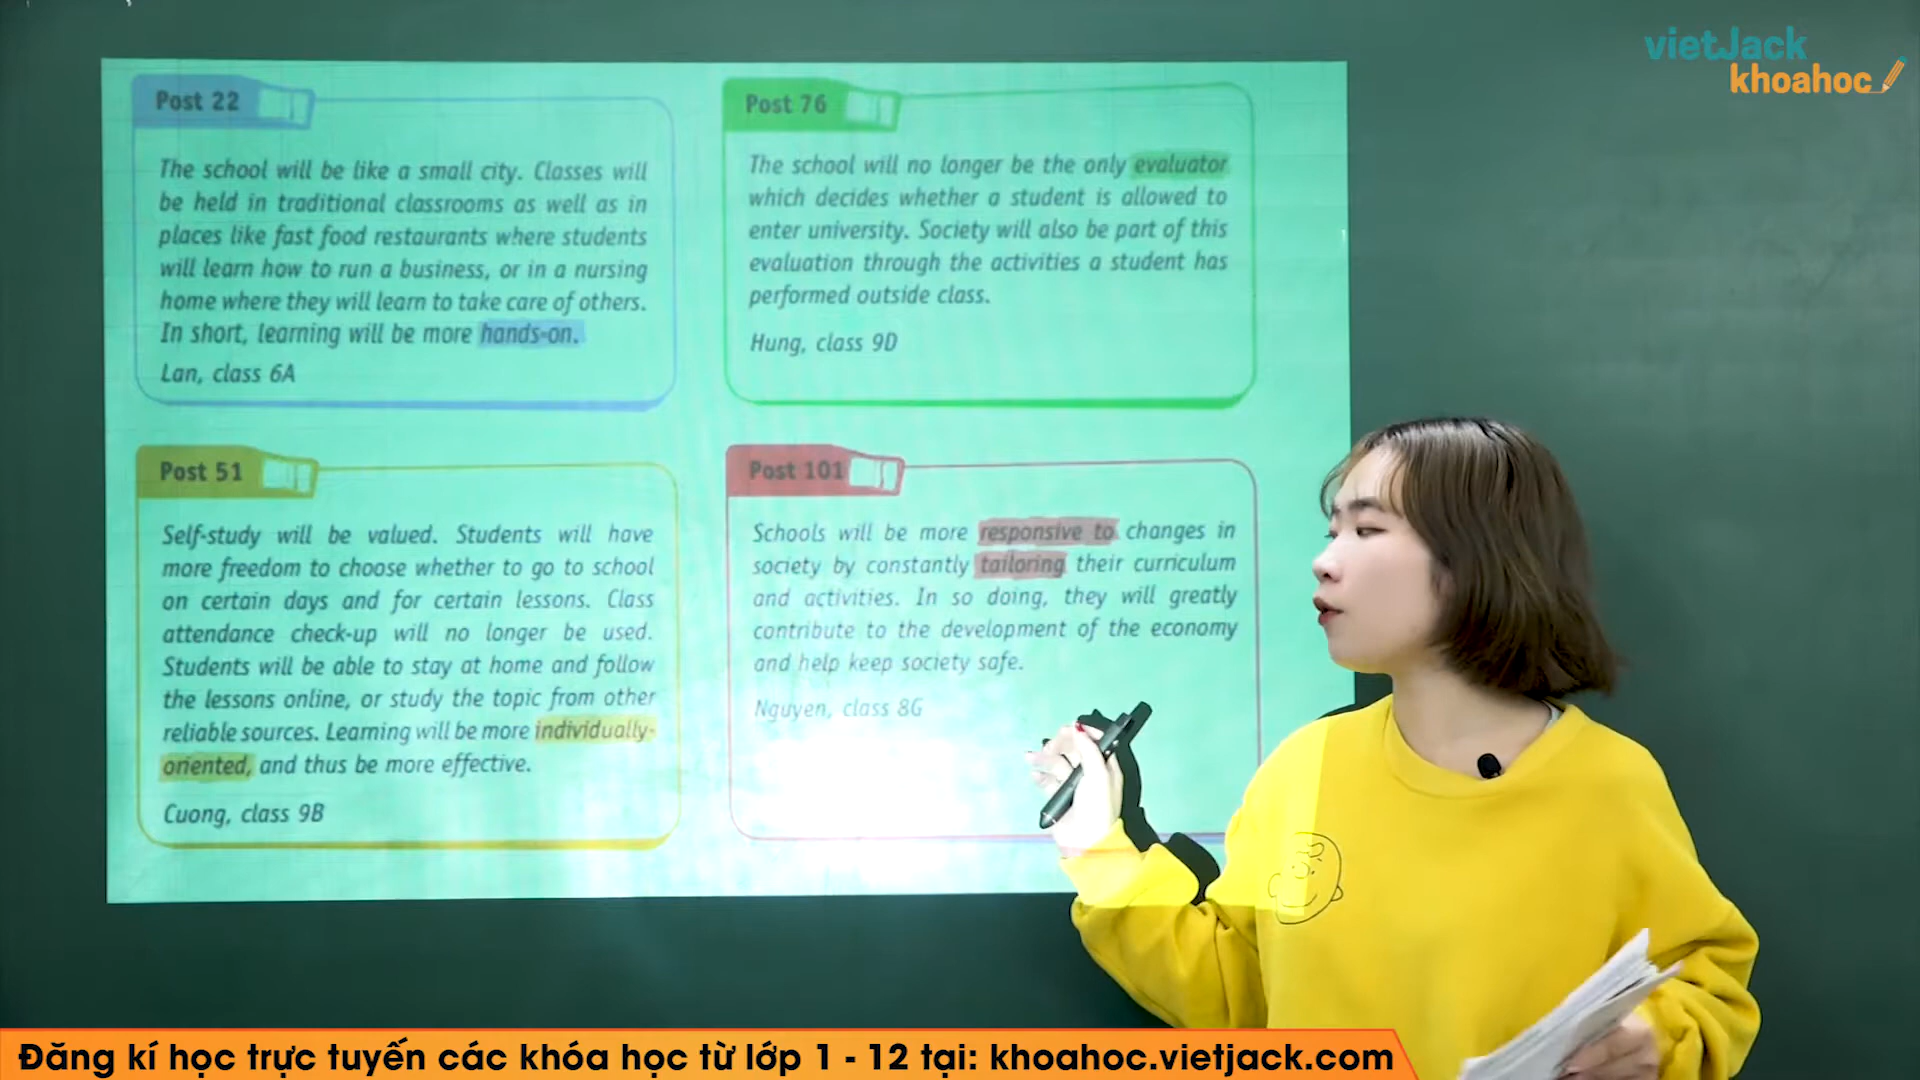 vietJack
khoahoc
Post 22
The school will be like a small city. Classes will
be held in traditional classrooms as well as in
places like fast food restaurants where students
will learn how to run a business, or in a nursing
home where they will learn to take care of others.
In short, learning will be more hands-on.
Lan, class 6A
Post 76
The school will no longer be the only evaluator
which decides whether a student is allowed to
enter university. Society will also be part of this
evaluation through the activities a student has
performed outside class.
Hung, class 9D
Post 51
Self-study will be valued. Students will have
more freedom to choose whether to go to school
on certain days and for certain lessons. Class
attendance check-up will no longer be used.
Students will be able to stay at home and follow
the lessons online, or study the topic from other
reliable sources. Learning will be more individually-
oriented, and thus be more effective.
Cuong, class 9B
Post 101
Schools will be more responsive to changes in
society by constantly tailoring their curriculum
and activities. In so doing, they will greatly
contribute to the development of the economy
and help keep society safe.
Nguyen, class 8G
Đăng kí học trực tuyến các khóa học từ lớp 1 - 12 tại: khoahoc.vietjack.com